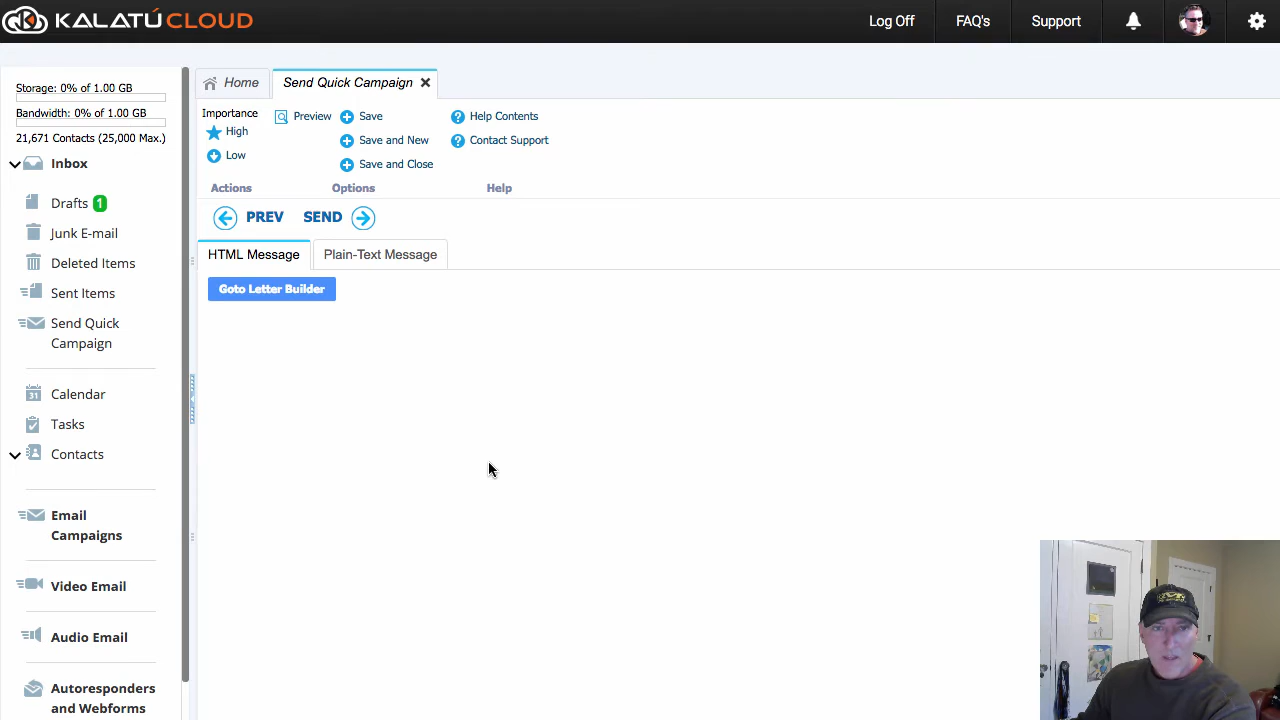 KALATÚCLOUD
Log Off
FAQ's
Support
Storage: 0% of 1.00 GB
Bandwidth: 0% of 1.00 GB
21,671 Contacts (25,000 Max.)
Inbox
Drafts 1
Junk E-mail
Deleted Items
Sent Items
Send Quick
Campaign
31 Calendar
Tasks
Contacts
Email
Campaigns
Video Email
Audio Email
Autoresponders
and Webforms
Home
Send Quick Campaign
Importance
High
Low
Preview
Save
Save and New
Save and Close
Help Contents
Contact Support
Actions
Options
Help
PREV
SEND
HTML Message
Plain-Text Message
Goto Letter Builder